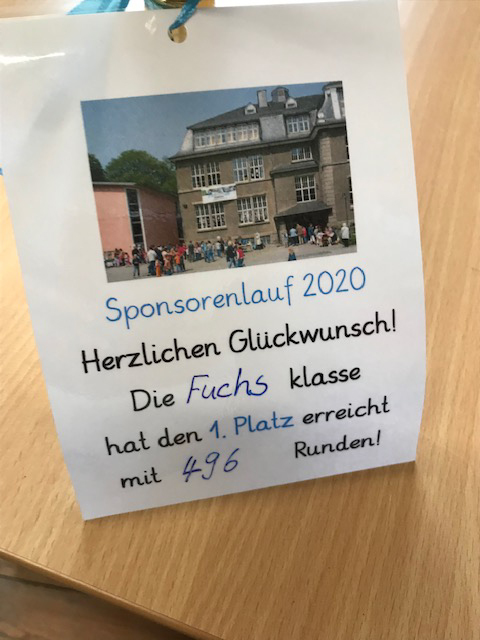 Sponsorenlauf 2020
Herzlichen Glückwunsch!
Die Fuchs klasse
hat den 1. Platz erreicht
mit 496 Runden!